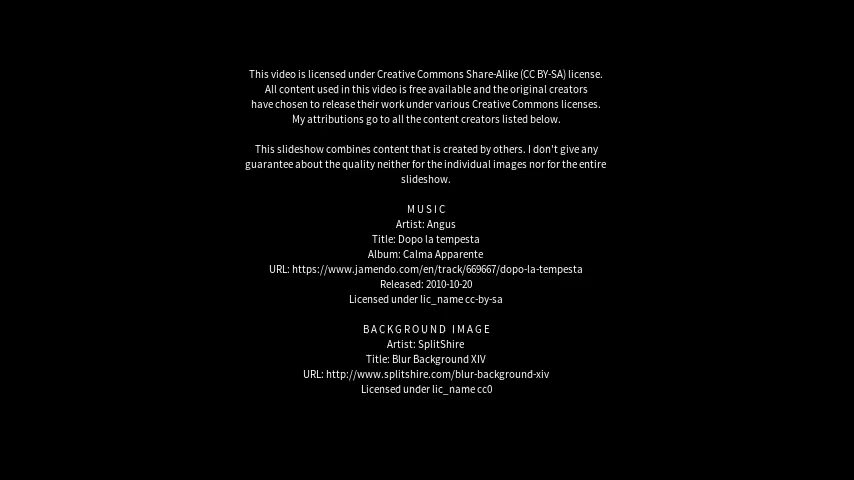 This video is licensed under Creative Commons Share-Alike (CC BY-SA) license.
All content used in this video is free available and the original creators
have chosen to release their work under various Creative Commons licenses.
My attributions go to all the content creators listed below.
This slideshow combines content that is created by others. I don't give any
guarantee about the quality neither for the individual images nor for the entire
slideshow.
MUSIC
Artist: Angus
Title: Dopo la tempesta
Album: Calma Apparente
URL: https://www.jamendo.com/en/track/669667/dopo-la-tempesta
Released: 2010-10-20
Licensed under lic_name cc-by-sa
BACKGROUND IMAGE
Artist: SplitShire
Title: Blur Background XIV
URL: http://www.splitshire.com/blur-background-xiv
Licensed under lic_name cc0